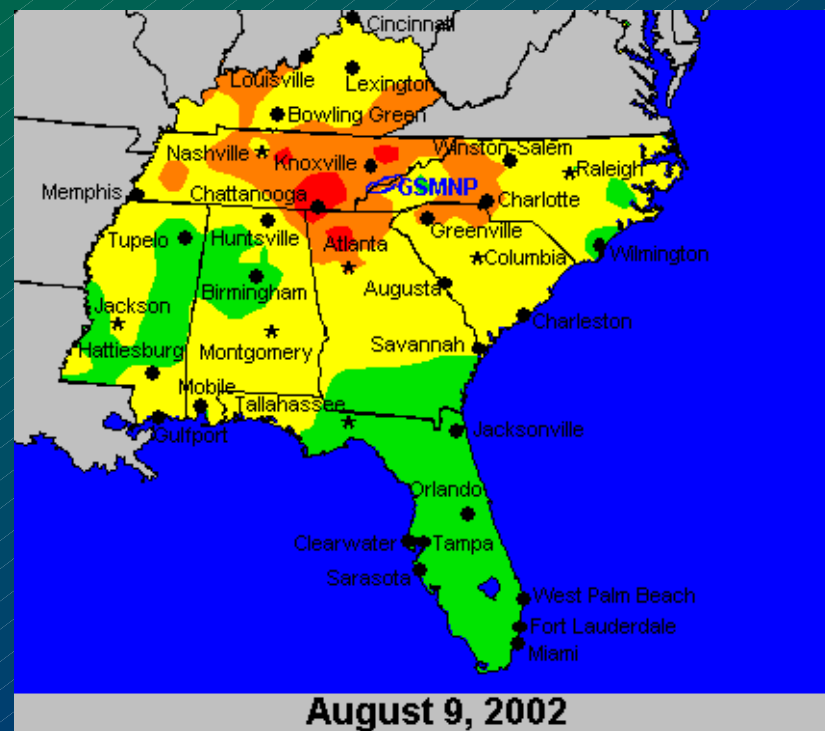 Cincinnati
Louisville
Lexington
Bowling Green
Nashville
Knoxville
Winston-Salem
Raleigh
Memphis
Chattanooga
GSMNP
Charlotte
Tupelo
Huntsville
Atlanta
Greenville
Columbia
Wilmington
Birmingham
Augusta
Jackson
Charleston
Hattiesburg
Montgomery
Savannah
Mobile
Tallahassee
Gulfport
Jacksonville
Orlando
Clearwater
Tampa
Sarasota
West Palm Beach
Fort Lauderdale
Miami
August 9, 2002